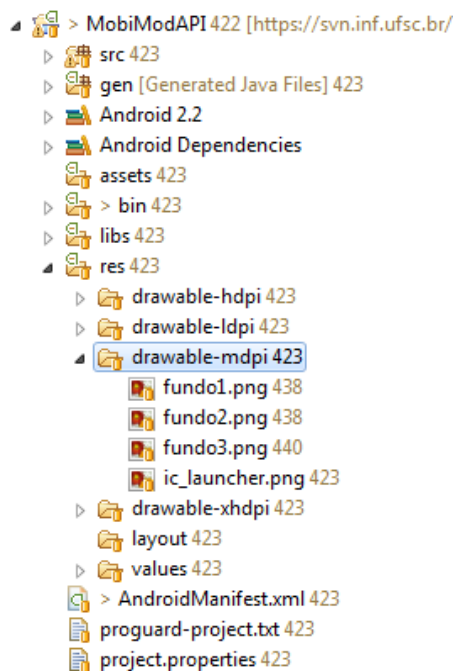 > MobiModAPI 422 [https://svn.inf.ufsc.br/
src 423
gen [Generated Java Files] 423
Android 2.2
Android Dependencies
assets 423
> bin 423
libs 423
res 423
drawable-hdpi 423
drawable-ldpi 423
drawable-mdpi 423
fundo1.png 438
fundo2.png 438
fundo3.png 440
ic_launcher.png 423
drawable-xhdpi 423
layout 423
values 423
> AndroidManifest.xml 423
proguard-project.txt 423
project.properties 423